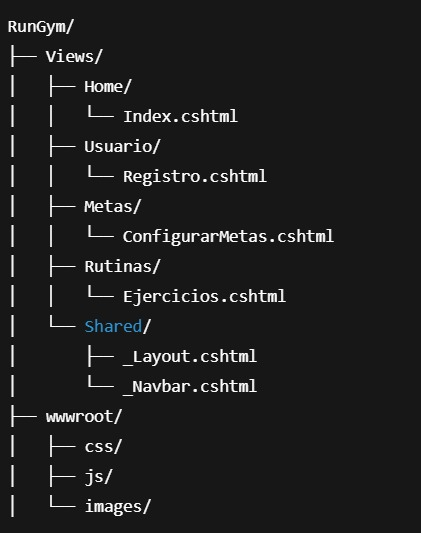 RunGym/
├── Views/
│   ├── Home/
│   │   └── Index.cshtml
│   ├── Usuario/
│   │   └── Registro.cshtml
│   ├── Metas/
│   │   └── ConfigurarMetas.cshtml
│   ├── Rutinas/
│   │   └── Ejercicios.cshtml
│   └── Shared/
│       ├── _Layout.cshtml
│       └── _Navbar.cshtml
├── wwwroot/
│   ├── css/
│   ├── js/
│   └── images/